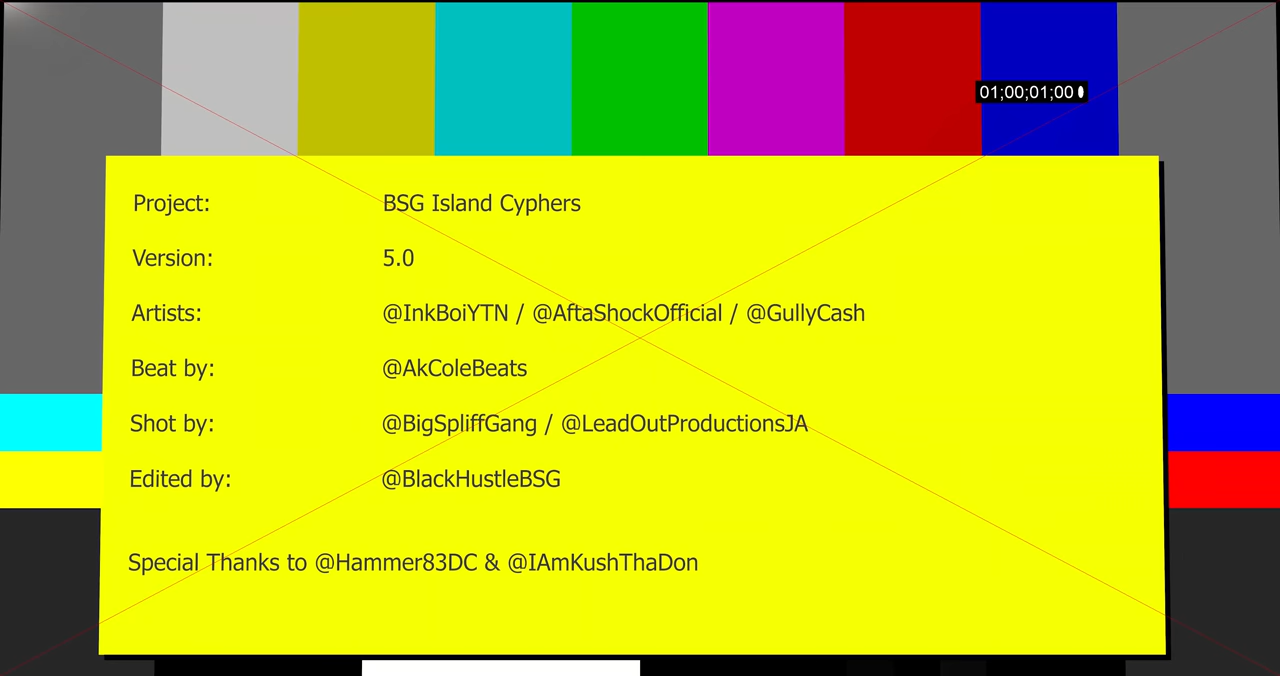 01;00;01;00
Project: BSG Island Cyphers
Version: 5.0
Artists: @InkBoiYTN / @AftaShockOfficial / @GullyCash
Beat by: @AkColeBeats
Shot by: @BigSpliffGang / @LeadOutProductionsJA
Edited by: @BlackHustleBSG
Special Thanks to @Hammer83DC & @IAmKushThaDon